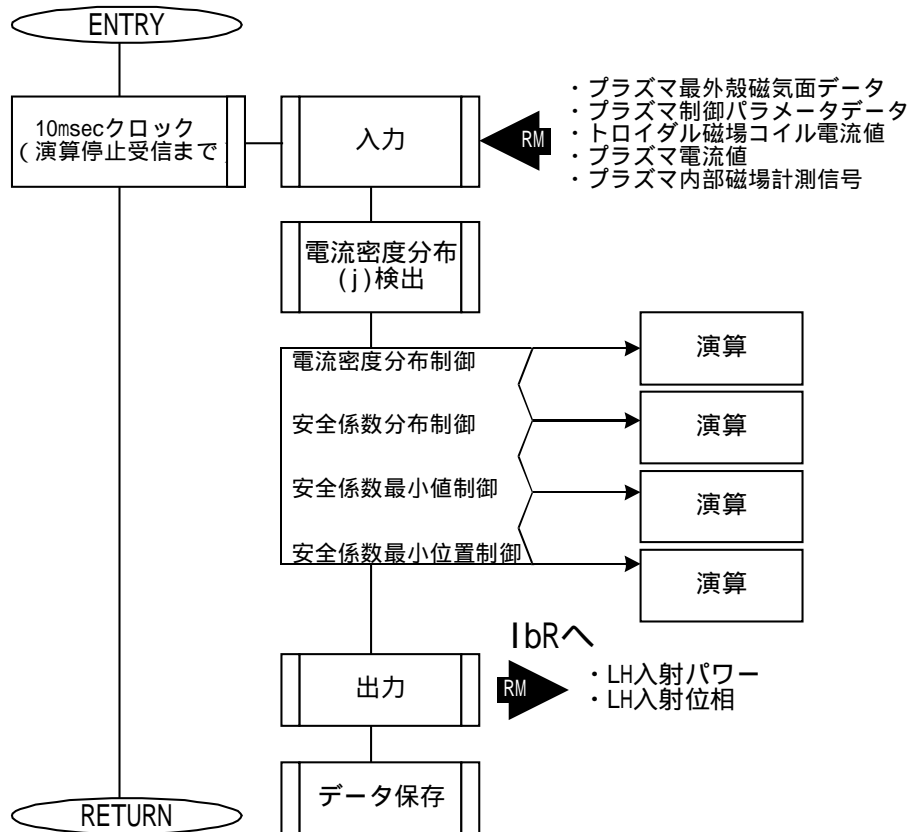 ENTRY
10msecクロック
(演算停止受信まで
入力
RM
・プラズマ最外殻磁気面データ
・プラズマ制御パラメータデータ
・トロイダル磁場コイル電流値
・プラズマ電流値
・プラズマ内部磁場計測信号
電流密度分布
(j)検出
電流密度分布制御
演算
安全係数分布制御
演算
安全係数最小値制御
演算
安全係数最小位置制御
演算
IbRへ
出力
RM
・LH入射パワー
・LH入射位相
データ保存
RETURN